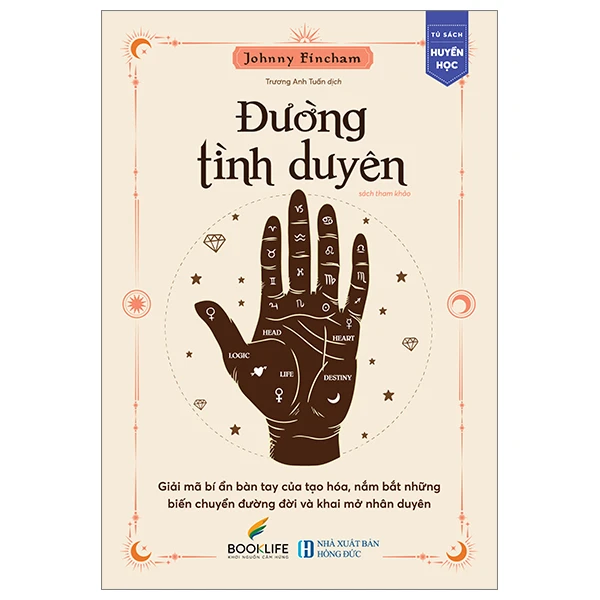 Johnny Fincham
Trương Anh Tuấn dịch
TỦ SÁCH
HUYỀN
HỌC
Đường
tình duyên
sách tham khảo
HEAD
HEART
LOGIC
LIFE
DESTINY
Giải mã bí ẩn bàn tay của tạo hóa, nắm bắt những
biến chuyển đường đời và khai mở nhân duyên
BOOKLIFE
KHƠI NGUỒN CẢM HỨNG
NHÀ XUẤT BẢN
HỒNG ĐỨC